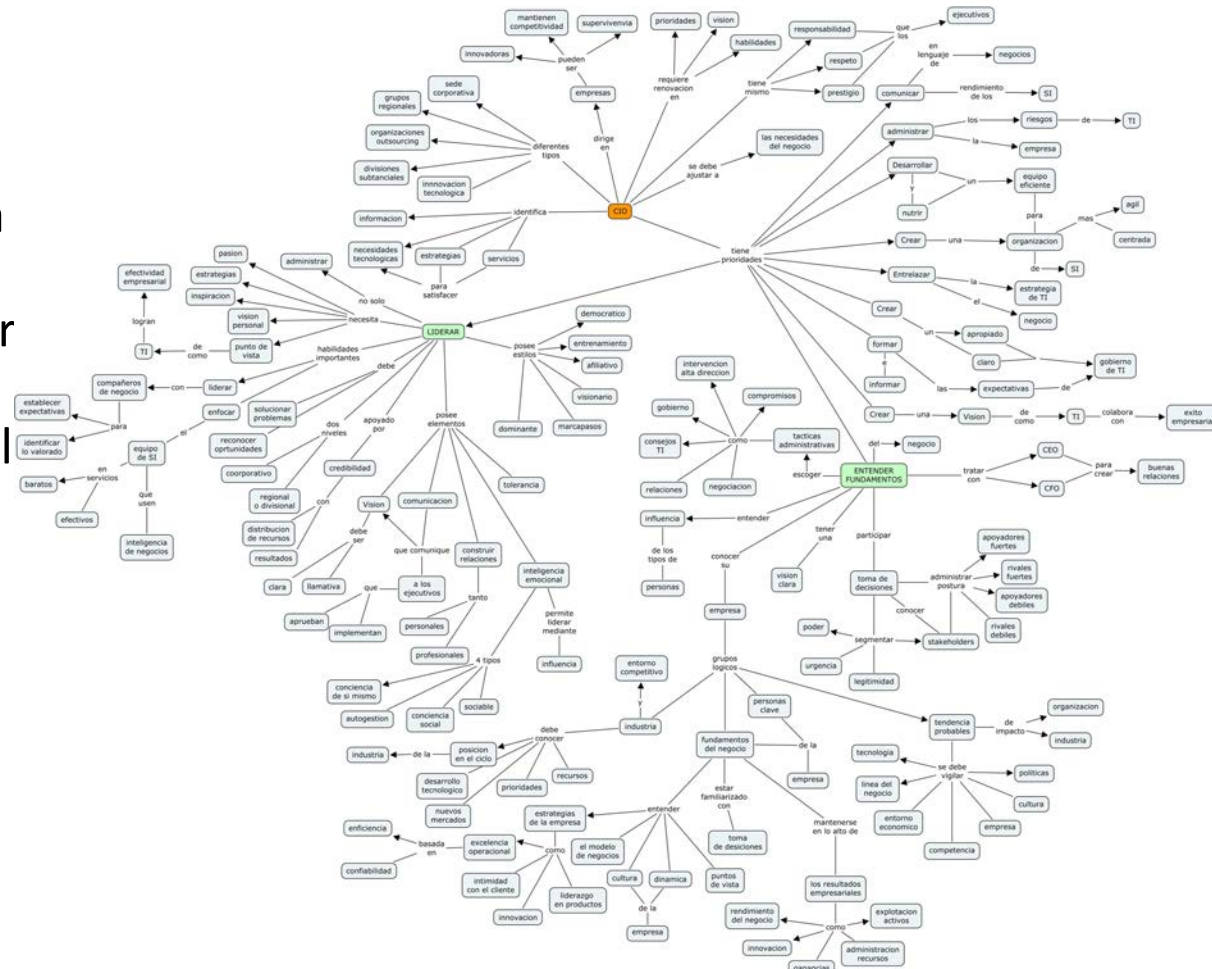 mantienen
competitividad
supervivenvia
innovadoras
pueden
ser
empresas
dirige
en
prioridades
vision
habilidades
requiere
renovacion
en
responsabilidad
respeto
prestigio
tiene
mismo
que
los
ejecutivos
en
lenguaje
de
negocios
comunicar
rendimiento
de los
SI
sede
corporativa
grupos
regionales
organizaciones
outsourcing
divisiones
subtanciales
innnovacion
tecnologica
diferentes
tipos
las necesidades
del negocio
se debe
ajustar a
CIO
administrar
los
riesgos
de
TI
la
empresa
Desarrollar
y
nutrir
un
equipo
eficiente
para
organizacion
mas
agil
centrada
de
SI
Crear
una
tiene
prioridades
Entrelazar
la
estrategia
de TI
el
negocio
Crear
un
apropiado
claro
gobierno
de TI
formar
e
informar
las
expectativas
de
Crear
una
Vision
de
como
TI
colabora
con
exito
empresaria
identifica
informacion
necesidades
tecnologicas
estrategias
servicios
para
satisfacer
LIDERAR
administrar
no solo
necesita
pasion
estrategias
inspiracion
vision
personal
punto de
vista
de
como
TI
logran
efectividad
empresarial
n
r
l
habilidades
importantes
liderar
con
compañeros
de negocio
para
establecer
expectativas
identificar
lo valorado
enfocar
el
equipo
de SI
en
servicios
baratos
efectivos
que
usen
inteligencia
de negocios
debe
solucionar
problemas
reconocer
oprtunidades
dos
niveles
coorporativo
regional
o divisional
apoyado
por
credibilidad
con
distribucion
de recursos
resultados
posee
estilos
democratico
entrenamiento
afiliativo
visionario
marcapasos
dominante
posee
elementos
Vision
debe
ser
clara
llamativa
comunicacion
que comunique
a los
ejecutivos
que
aprueban
implementan
construir
relaciones
tanto
personales
profesionales
tolerancia
inteligencia
emocional
permite
liderar
mediante
influencia
4 tipos
conciencia
de si mismo
autogestion
conciencia
social
sociable
ENTENDER
FUNDAMENTOS
del
negocio
tratar
con
CEO
CFO
para
crear
buenas
relaciones
escoger
tacticas
administrativas
como
intervencion
alta direccion
compromisos
gobierno
consejos
TI
relaciones
negociacion
entender
influencia
de los
tipos de
personas
tener
una
vision
clara
participar
toma de
decisiones
administrar
postura
apoyadores
fuertes
rivales
fuertes
apoyadores
debiles
rivales
debiles
conocer
stakeholders
segmentar
poder
urgencia
legitimidad
conocer
su
empresa
grupos
logicos
industria
y
entorno
competitivo
debe
conocer
posicion
en el ciclo
de la
industria
desarrollo
tecnologico
nuevos
mercados
prioridades
recursos
fundamentos
del negocio
personas
clave
de la
empresa
entender
estrategias
de la empresa
como
excelencia
operacional
basada
en
enficiencia
confiabilidad
intimidad
con el cliente
innovacion
liderazgo
en productos
el modelo
de negocios
cultura
dinamica
de la
empresa
puntos
de vista
estar
familiarizado
con
toma
de desiciones
mantenerse
en lo alto de
los resultados
empresariales
como
rendimiento
del negocio
innovacion
ganancias
administracion
recursos
explotacion
activos
tendencia
probables
de
impacto
organizacion
industria
se debe
vigilar
tecnologia
linea del
negocio
entorno
economico
competencia
empresa
cultura
politicas